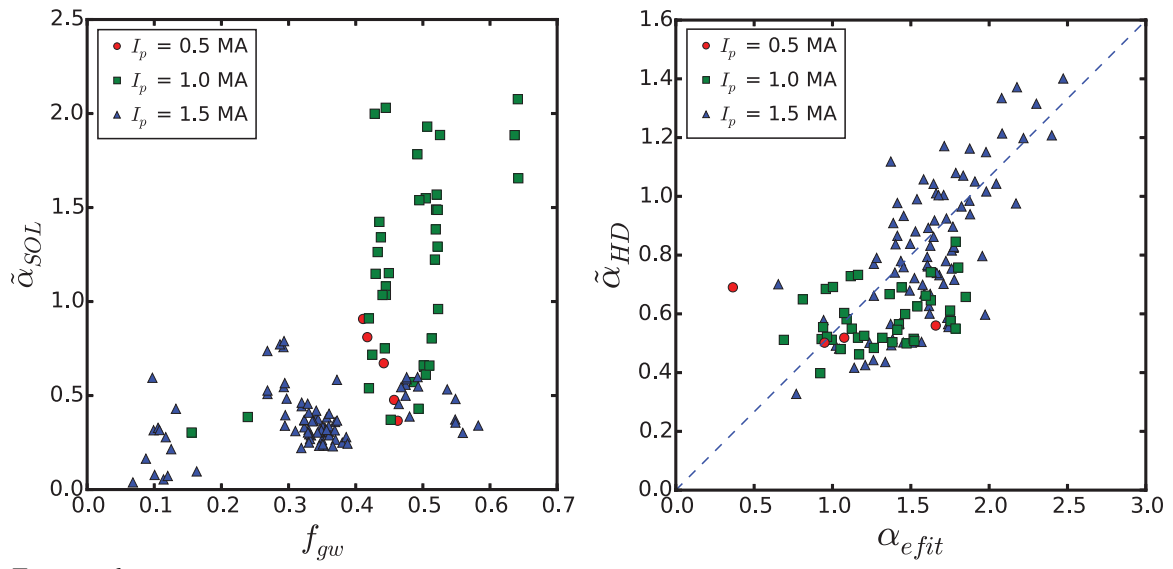 2.5
2.0
1.5
1.0
0.5
0.0
α̃_SOL
I_p = 0.5 MA
I_p = 1.0 MA
I_p = 1.5 MA
0.0 0.1 0.2 0.3 0.4 0.5 0.6 0.7
f_gw
1.6
1.4
1.2
1.0
0.8
0.6
0.4
0.2
0.0
α̃_HD
I_p = 0.5 MA
I_p = 1.0 MA
I_p = 1.5 MA
0.0 0.5 1.0 1.5 2.0 2.5 3.0
α_efit